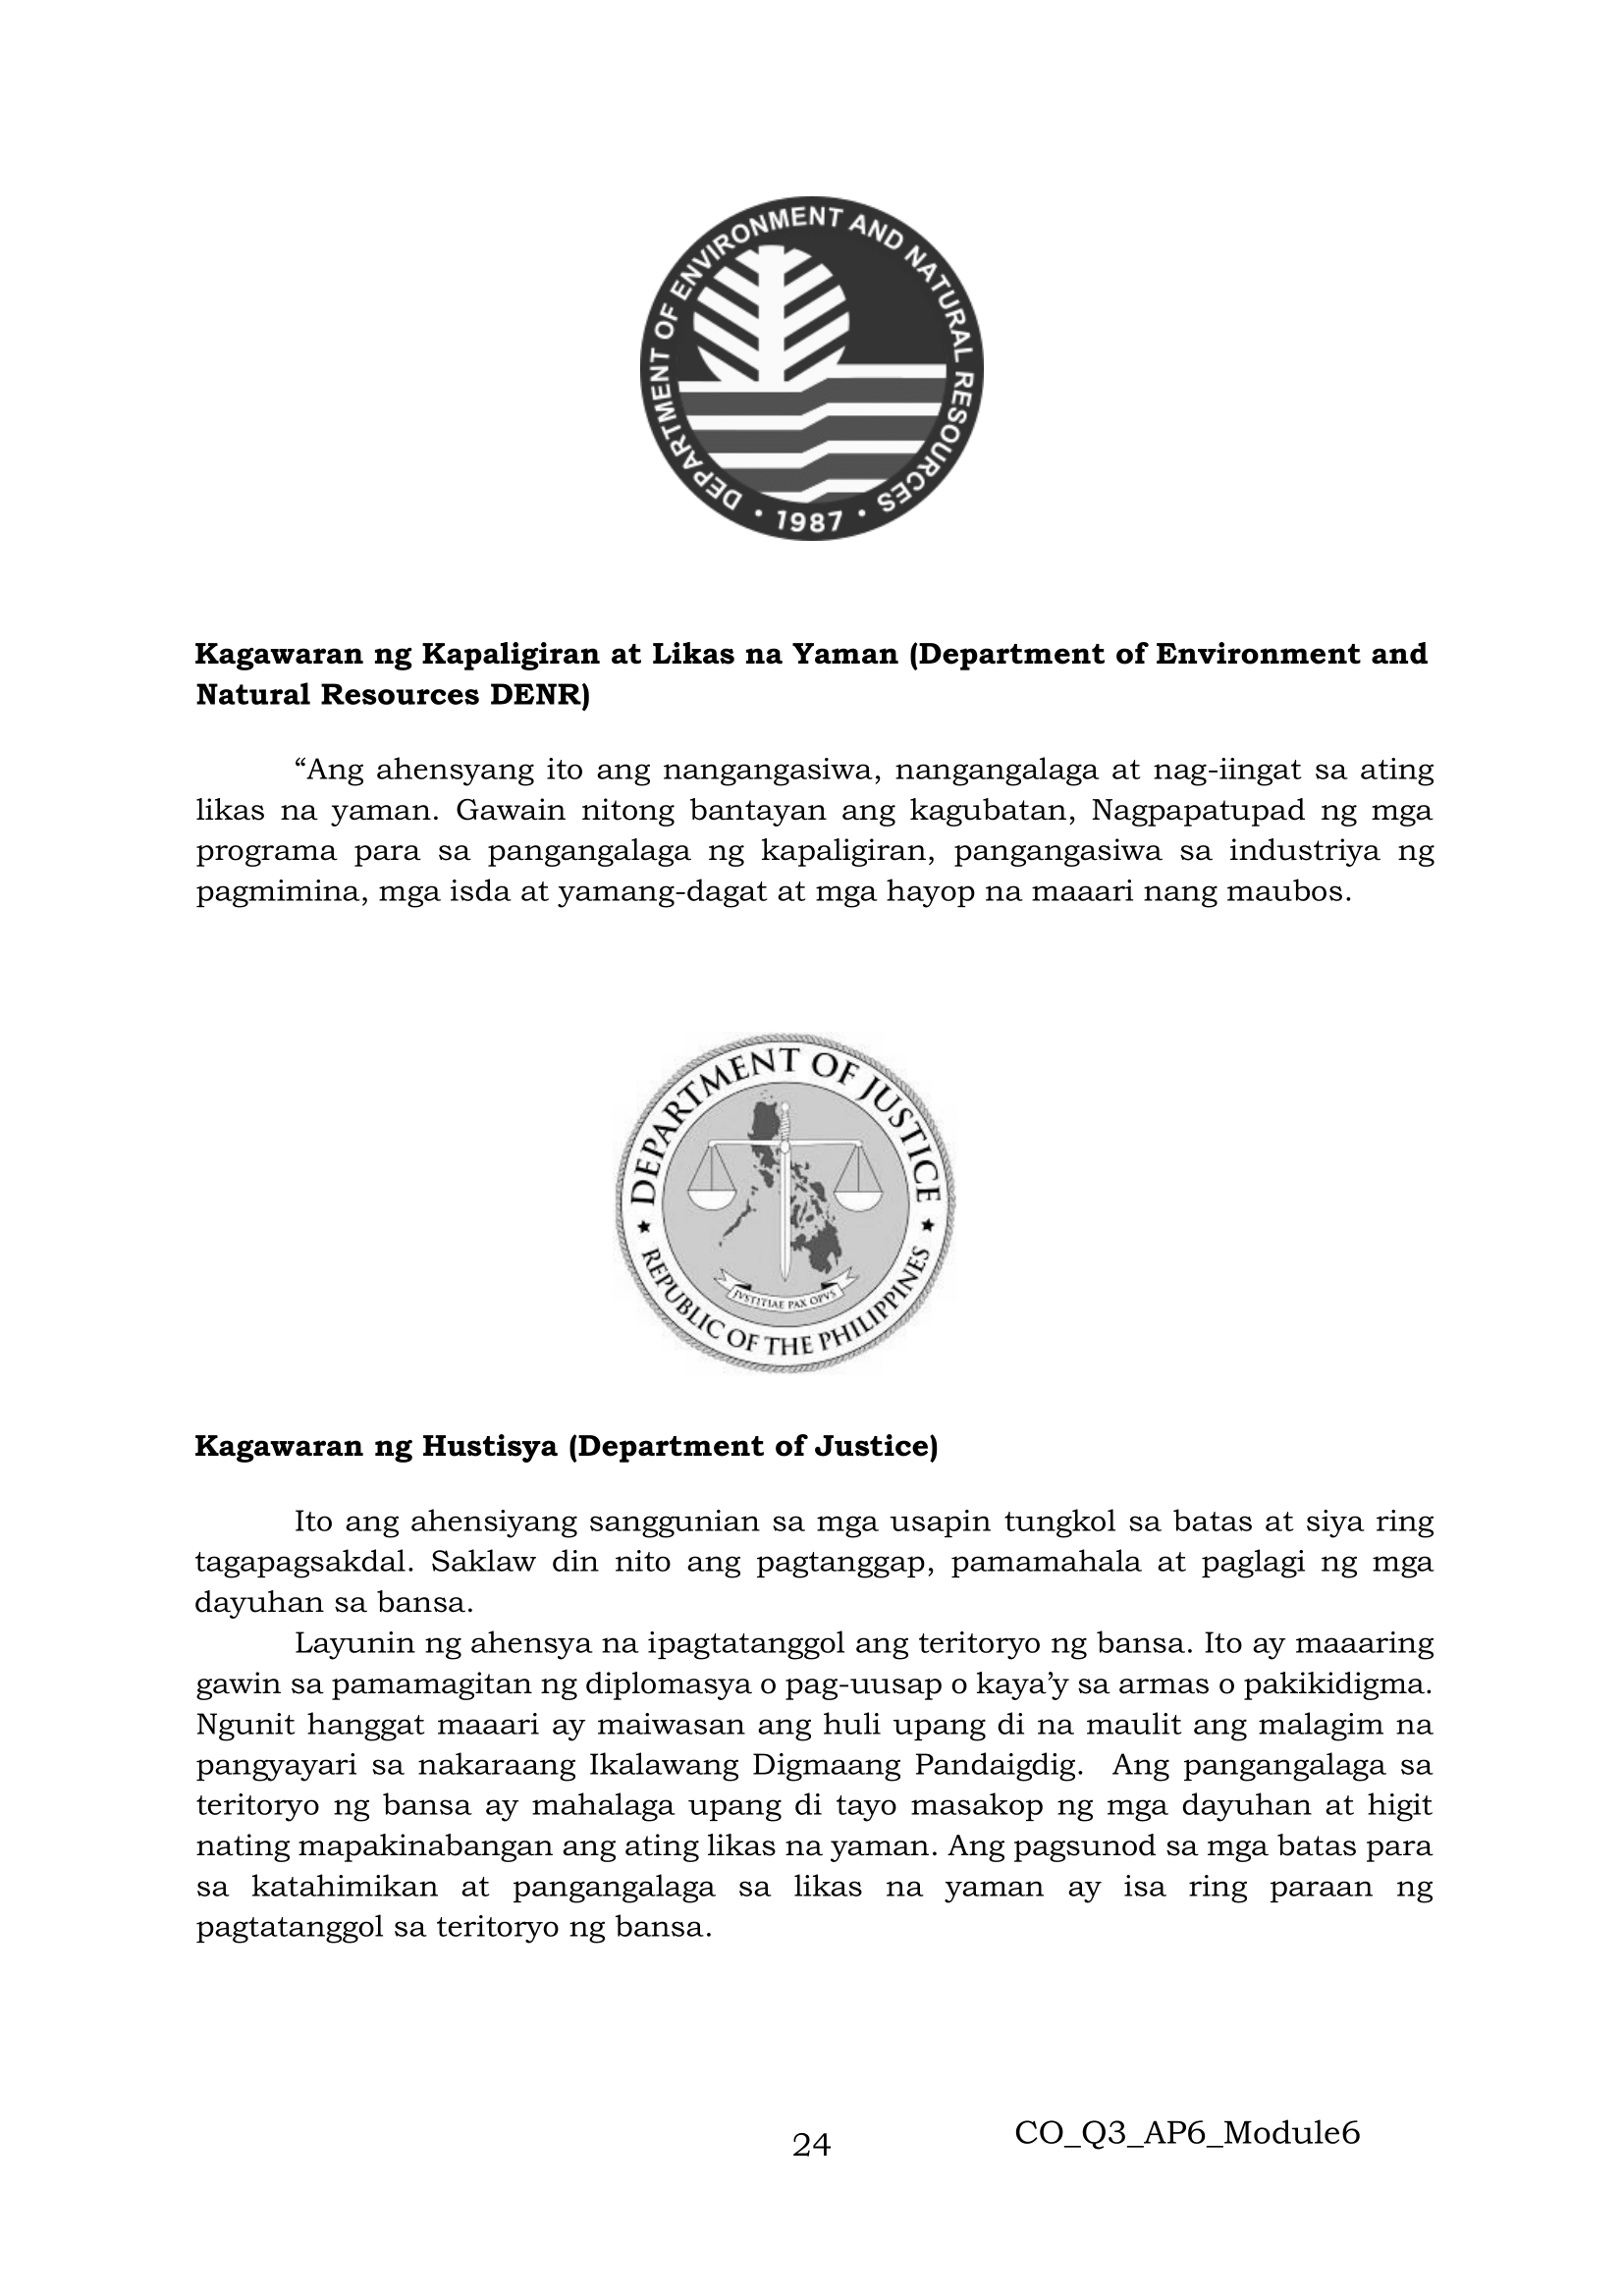 DEPARTMENT OF ENVIRONMENT AND NATURAL RESOURCES
• 1987 •
Kagawaran ng Kapaligiran at Likas na Yaman (Department of Environment and
Natural Resources DENR)
“Ang ahensyang ito ang nangangasiwa, nangangalaga at nag-iingat sa ating
likas na yaman. Gawain nitong bantayan ang kagubatan, Nagpapatupad ng mga
programa para sa pangangalaga ng kapaligiran, pangangasiwa sa industriya ng
pagmimina, mga isda at yamang-dagat at mga hayop na maaari nang maubos.
DEPARTMENT OF JUSTICE
JVSTITIAE PAX OPVS
★ REPUBLIC OF THE PHILIPPINES ★
Kagawaran ng Hustisya (Department of Justice)
Ito ang ahensiyang sanggunian sa mga usapin tungkol sa batas at siya ring
tagapagsakdal. Saklaw din nito ang pagtanggap, pamamahala at paglagi ng mga
dayuhan sa bansa.
Layunin ng ahensya na ipagtatanggol ang teritoryo ng bansa. Ito ay maaaring
gawin sa pamamagitan ng diplomasya o pag-uusap o kaya’y sa armas o pakikidigma.
Ngunit hanggat maaari ay maiwasan ang huli upang di na maulit ang malagim na
pangyayari sa nakaraang Ikalawang Digmaang Pandaigdig. Ang pangangalaga sa
teritoryo ng bansa ay mahalaga upang di tayo masakop ng mga dayuhan at higit
nating mapakinabangan ang ating likas na yaman. Ang pagsunod sa mga batas para
sa katahimikan at pangangalaga sa likas na yaman ay isa ring paraan ng
pagtatanggol sa teritoryo ng bansa.
24
CO_Q3_AP6_Module6